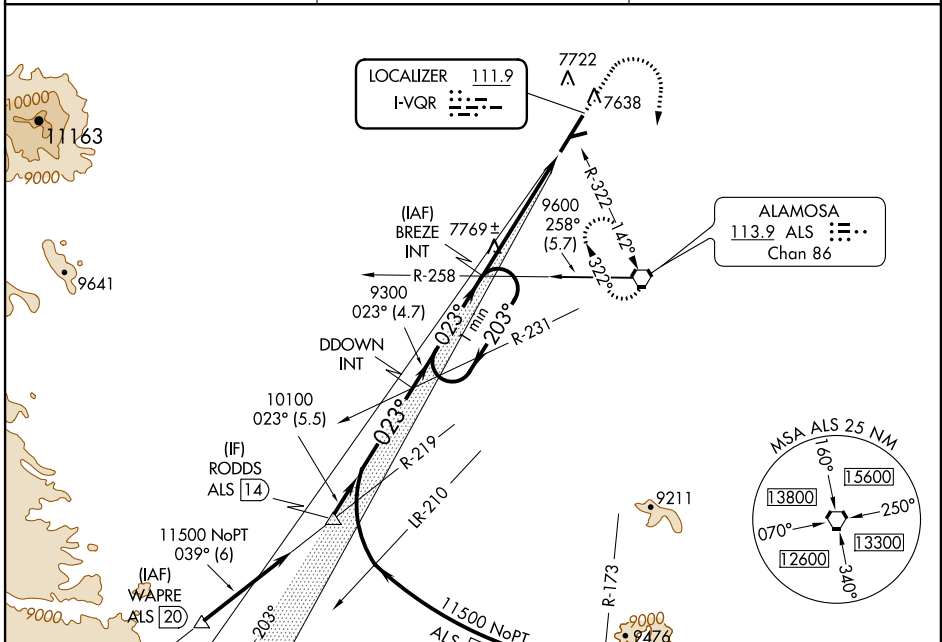 LOCALIZER 111.9
I-VQR
7722
7638
10000
11163
9000
9641
(IAF)
BREZE
INT
7769±
R-322
142°
9600
258°
(5.7)
322°
ALAMOSA
113.9 ALS
Chan 86
R-258
9300
023° (4.7)
023°
1 min
203°
R-231
DDOWN
INT
10100
023° (5.5)
023°
R-219
LR-210
(IF)
RODDS
ALS 14
11500 NoPT
039° (6)
(IAF)
WAPRE
ALS 20
9000
203°
11500 NoPT
R-173
9211
9000
9476
MSA ALS 25 NM
160°
15600
13800
250°
070°
13300
12600
340°